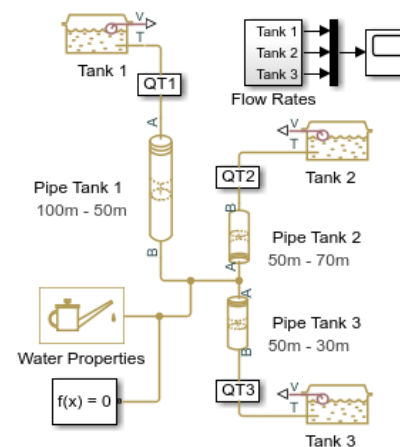 V
T
Tank 1
QT1
A
Tank 1
Tank 2
Tank 3
Flow Rates
V
T
Tank 2
QT2
Pipe Tank 1
100m - 50m
B
B
Pipe Tank 2
50m - 70m
A
A
Pipe Tank 3
50m - 30m
B
Water Properties
f(x) = 0
QT3
V
T
Tank 3